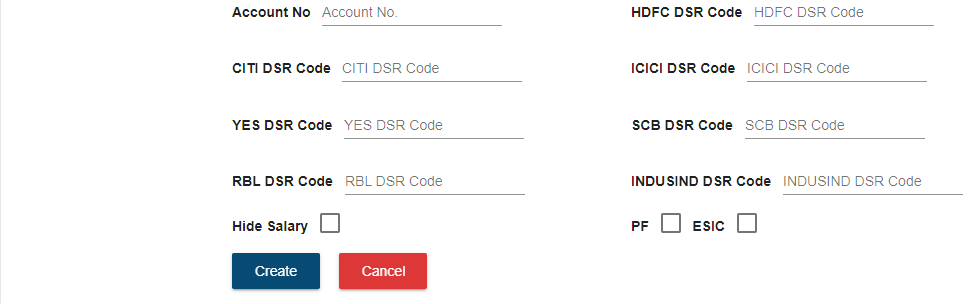 Account No Account No. HDFC DSR Code HDFC DSR Code
CITI DSR Code CITI DSR Code ICICI DSR Code ICICI DSR Code
YES DSR Code YES DSR Code SCB DSR Code SCB DSR Code
RBL DSR Code RBL DSR Code INDUSIND DSR Code INDUSIND DSR Code
Hide Salary PF ESIC
Create Cancel